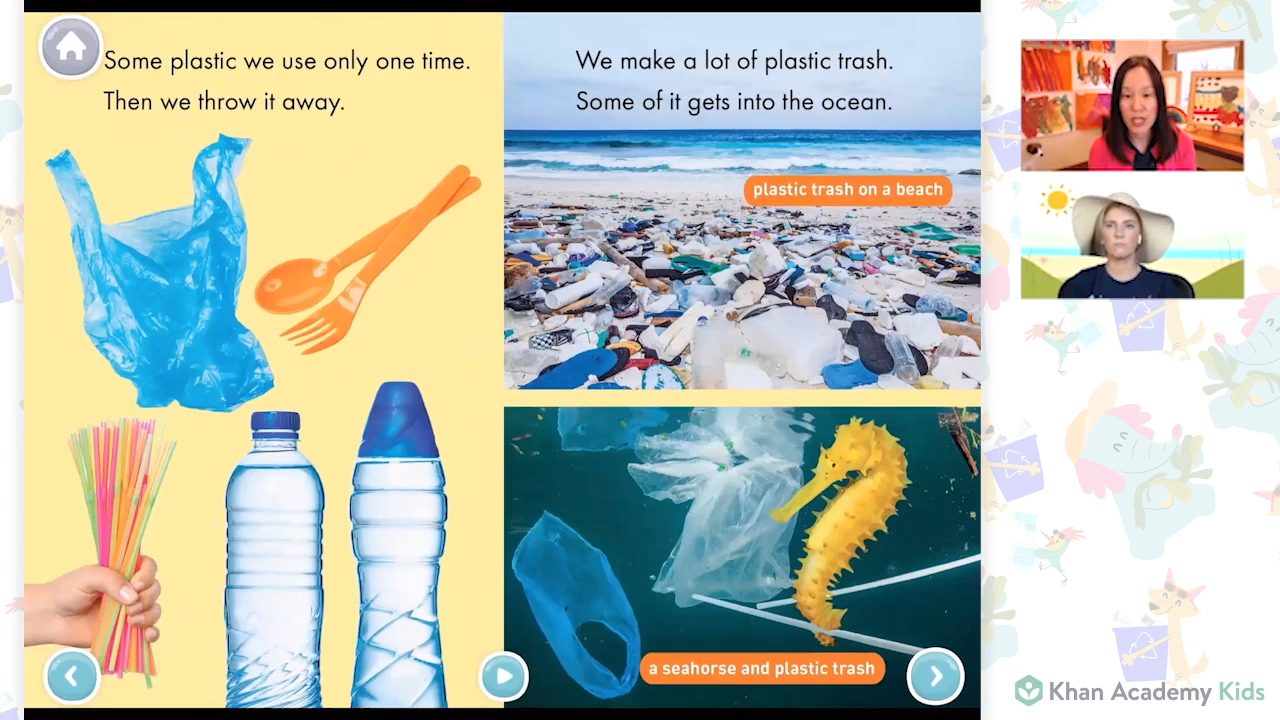 Some plastic we use only one time.
Then we throw it away.
We make a lot of plastic trash.
Some of it gets into the ocean.
plastic trash on a beach
a seahorse and plastic trash
Khan Academy Kids